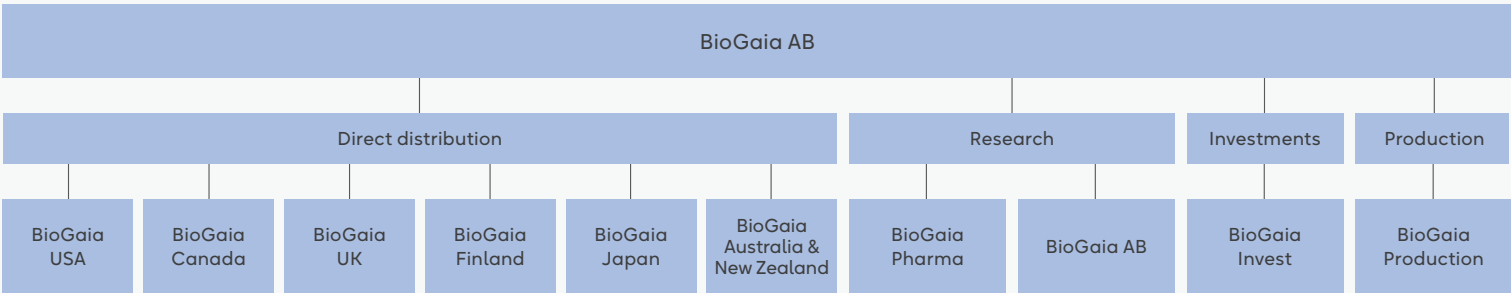 BioGaia AB
Direct distribution
Research
Investments
Production
BioGaia
USA
BioGaia
Canada
BioGaia
UK
BioGaia
Finland
BioGaia
Japan
BioGaia
Australia &
New Zealand
BioGaia
Pharma
BioGaia AB
BioGaia
Invest
BioGaia
Production